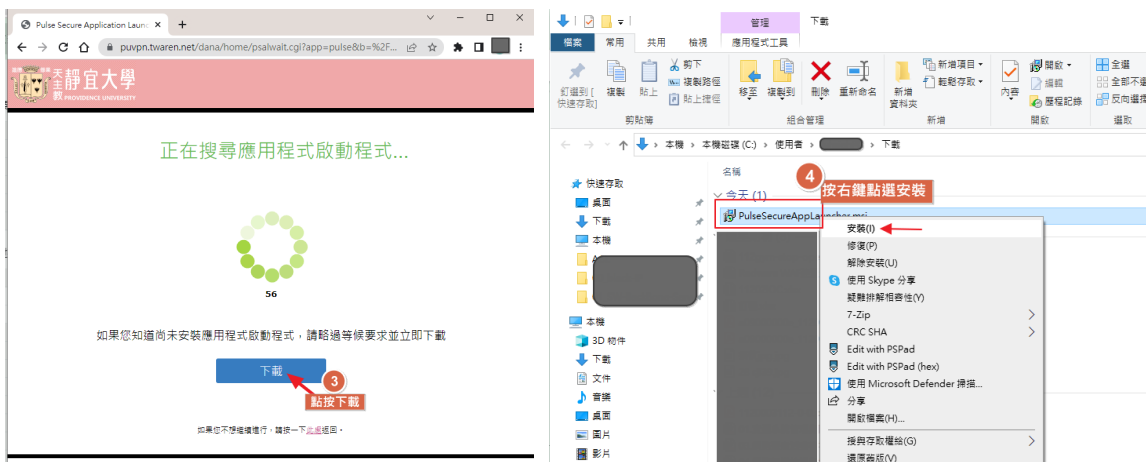 Pulse Secure Application Launc
puvpn.twaren.net/dana/home/psalwait.cgi?app=pulse&b=%2F...
天主教 靜宜大學
PROVIDENCE UNIVERSITY
正在搜尋應用程式啟動程式...
56
如果您知道尚未安裝應用程式啟動程式，請略過等候要求並立即下載
下載
3
點按下載
如果您不想繼續進行，請按一下此處返回。
管理 下載
檔案 常用 共用 檢視 應用程式工具
釘選到 [快速存取]
複製
貼上
剪下
複製路徑
貼上捷徑
移至 複製到 刪除 重新命名
新增資料夾
新增項目
輕鬆存取
內容
開啟
編輯
歷程記錄
全選
全部不選
反向選擇
剪貼簿 組合管理 新增 開啟 選取
本機 › 本機磁碟 (C:) › 使用者 › › 下載
名稱
快速存取
桌面
下載
本機
本機
3D 物件
下載
文件
音樂
桌面
圖片
影片
今天 (1)
4
按右鍵點選安裝
PulseSecureAppLauncher.msi
安裝(I)
修復(P)
解除安裝(U)
使用 Skype 分享
疑難排解相容性(Y)
7-Zip
CRC SHA
Edit with PSPad
Edit with PSPad (hex)
使用 Microsoft Defender 掃描...
分享
開啟檔案(H)...
授與存取權給(G)
還原舊版(V)